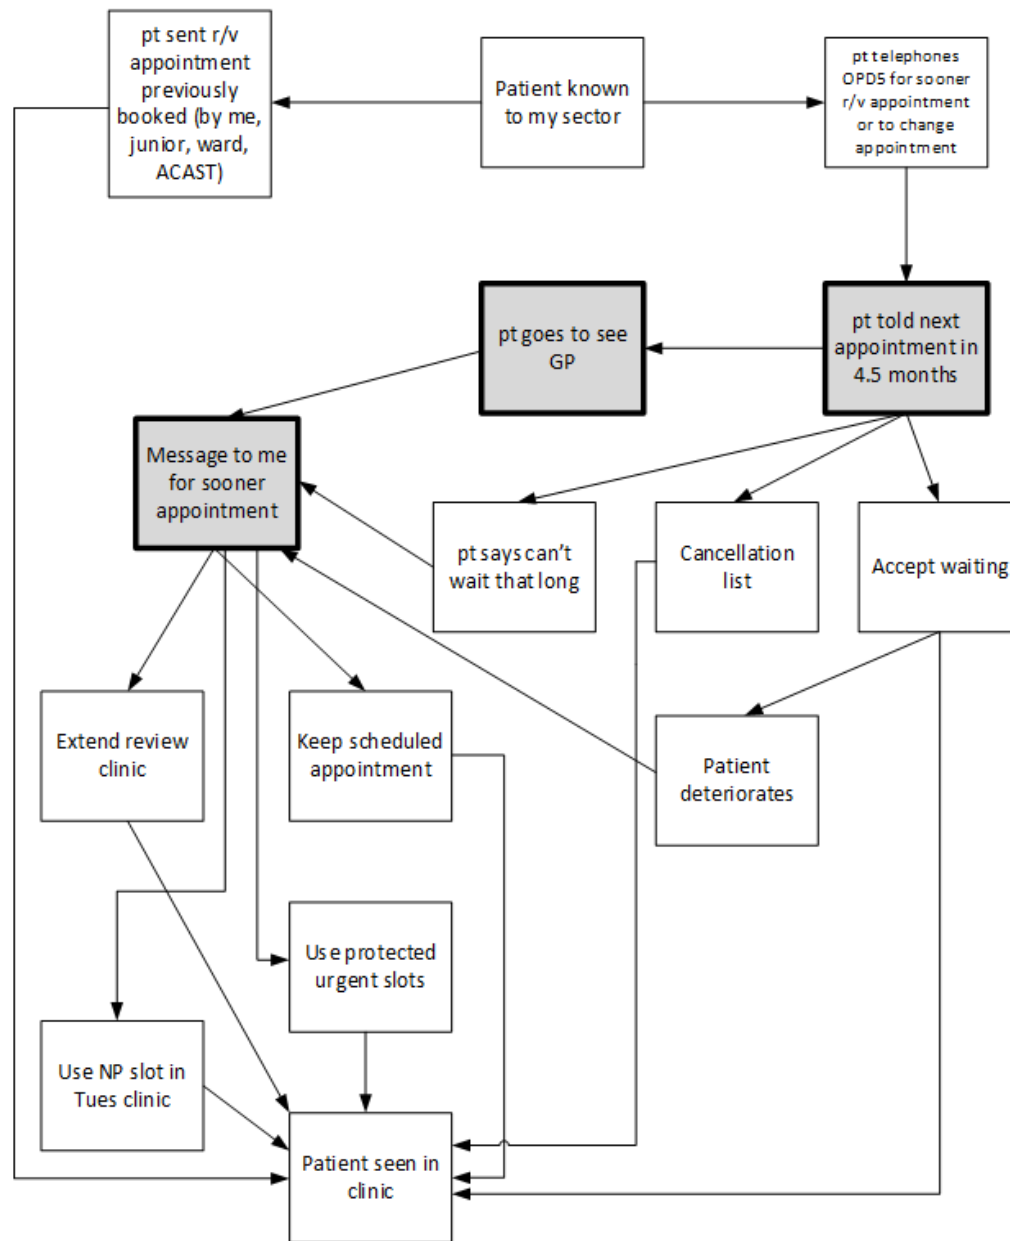 pt sent r/v
appointment
previously
booked (by me,
junior, ward,
ACAST)
Patient known
to my sector
pt telephones
OPD5 for sooner
r/v appointment
or to change
appointment
pt goes to see
GP
pt told next
appointment in
4.5 months
Message to me
for sooner
appointment
pt says can't
wait that long
Cancellation
list
Accept waiting
Extend review
clinic
Keep scheduled
appointment
Patient
deteriorates
Use protected
urgent slots
Use NP slot in
Tues clinic
Patient seen in
clinic